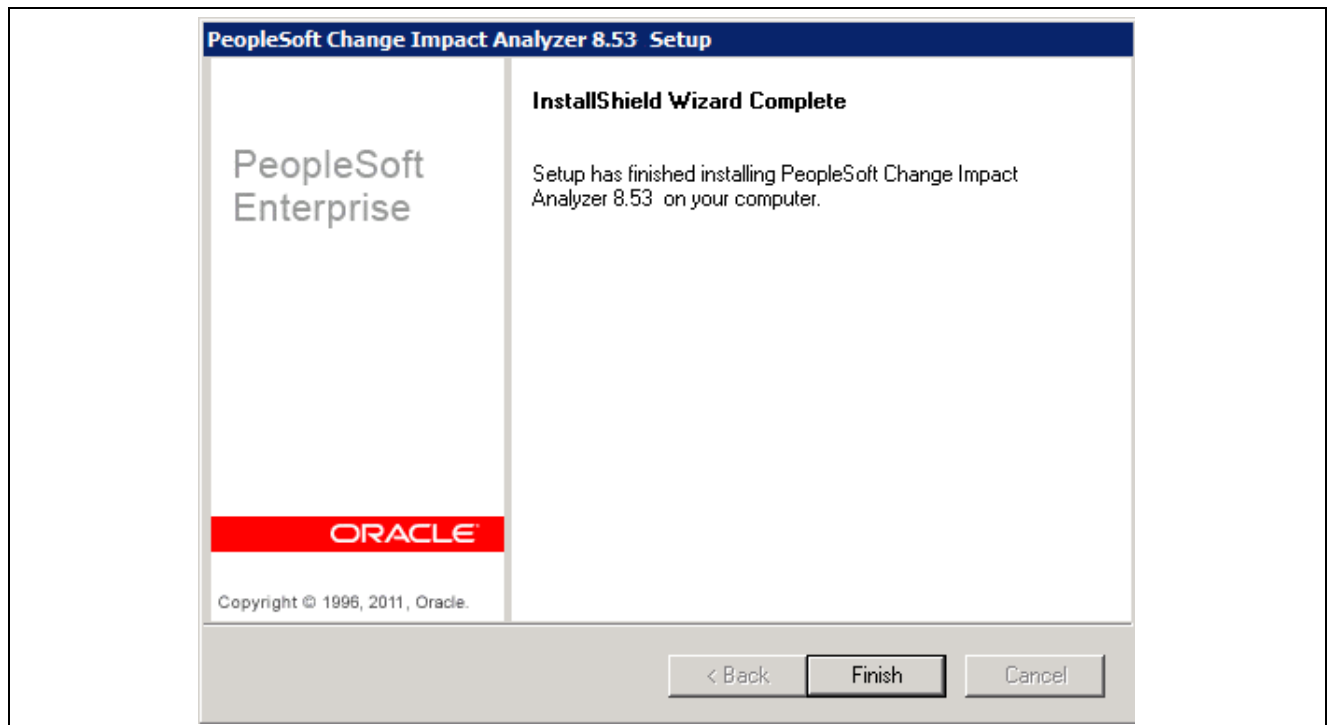 PeopleSoft Change Impact Analyzer 8.53 Setup
PeopleSoft
Enterprise
InstallShield Wizard Complete
Setup has finished installing PeopleSoft Change Impact
Analyzer 8.53 on your computer.
ORACLE
Copyright © 1996, 2011, Oracle.
< Back
Finish
Cancel